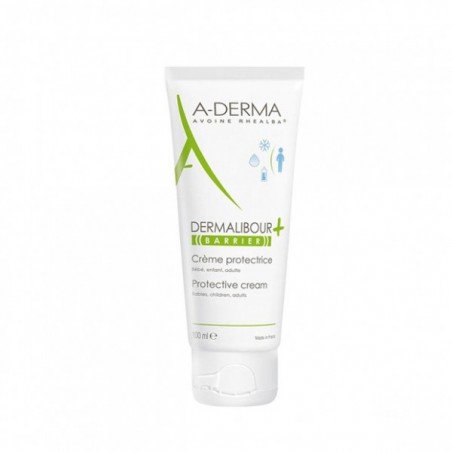 A-DERMA
AVOINE RHEALBA®
DERMALIBOUR+
((BARRIER))
Crème protectrice
bébé, enfant, adulte
Protective cream
babies, children, adults
100 ml ℮